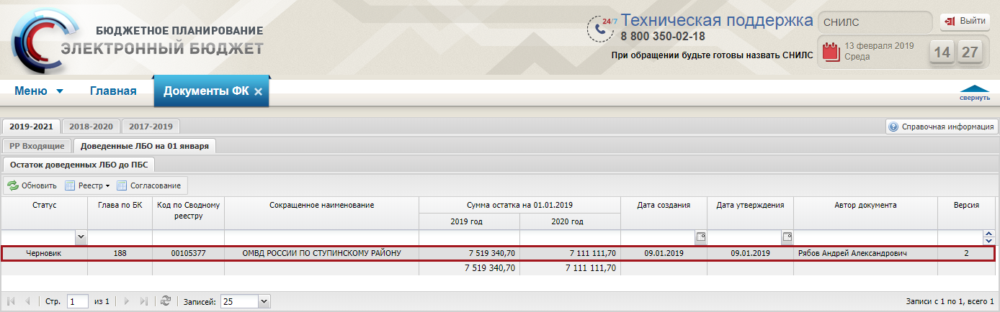 БЮДЖЕТНОЕ ПЛАНИРОВАНИЕ
ЭЛЕКТРОННЫЙ БЮДЖЕТ
24/7 Техническая поддержка
8 800 350-02-18
При обращении будьте готовы назвать СНИЛС
СНИЛС
Выйти
13 февраля 2019
Среда
14 27
Меню Главная Документы ФК
свернуть
2019-2021 2018-2020 2017-2019
Справочная информация
РР Входящие Доведенные ЛБО на 01 января
Остаток доведенных ЛБО до ПБС
Обновить Реестр Согласование
Статус
Глава по БК
Код по Сводному
реестру
Сокращенное наименование
Сумма остатка на 01.01.2019
2019 год 2020 год
Дата создания
Дата утверждения
Автор документа
Версия
Черновик 188 00105377 ОМВД РОССИИ ПО СТУПИНСКОМУ РАЙОНУ 7 519 340,70 7 111 111,70 09.01.2019 09.01.2019 Рябов Андрей Александрович 2
7 519 340,70 7 111 111,70
Стр. 1 из 1 Записей: 25 Записи с 1 по 1, всего 1